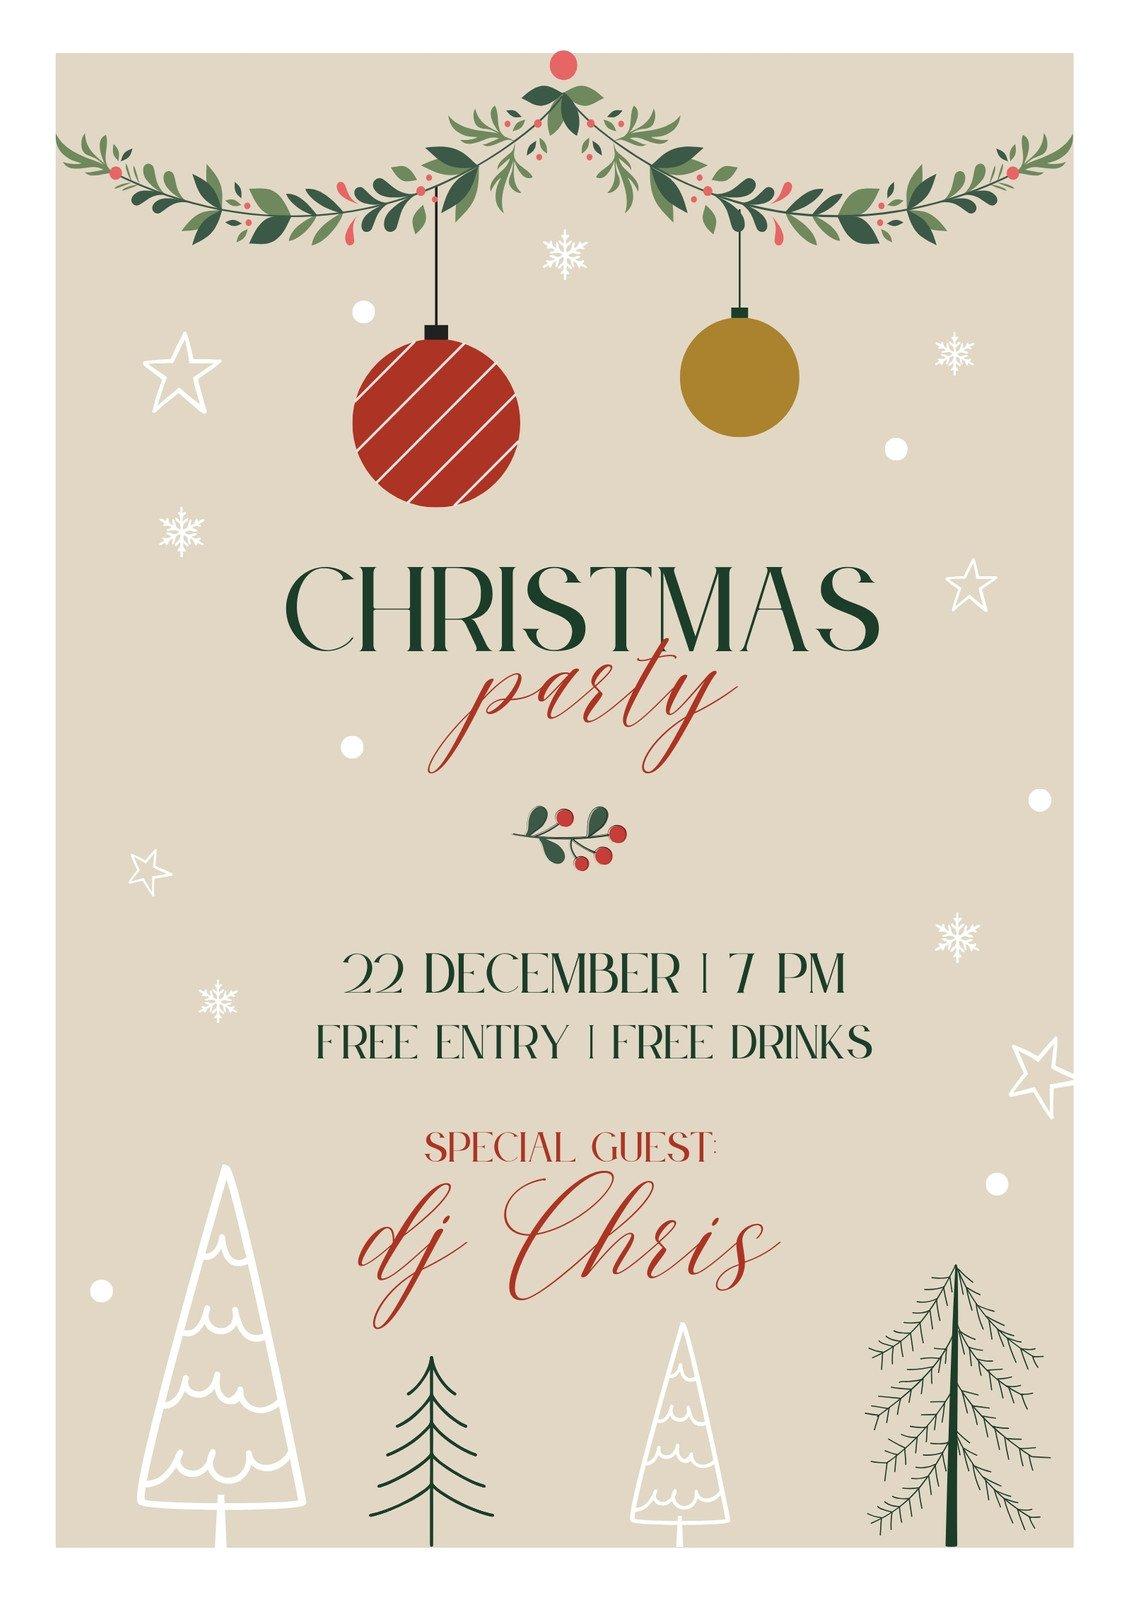 CHRISTMAS
party
22 DECEMBER | 7 PM
FREE ENTRY | FREE DRINKS
SPECIAL GUEST:
dj Chris